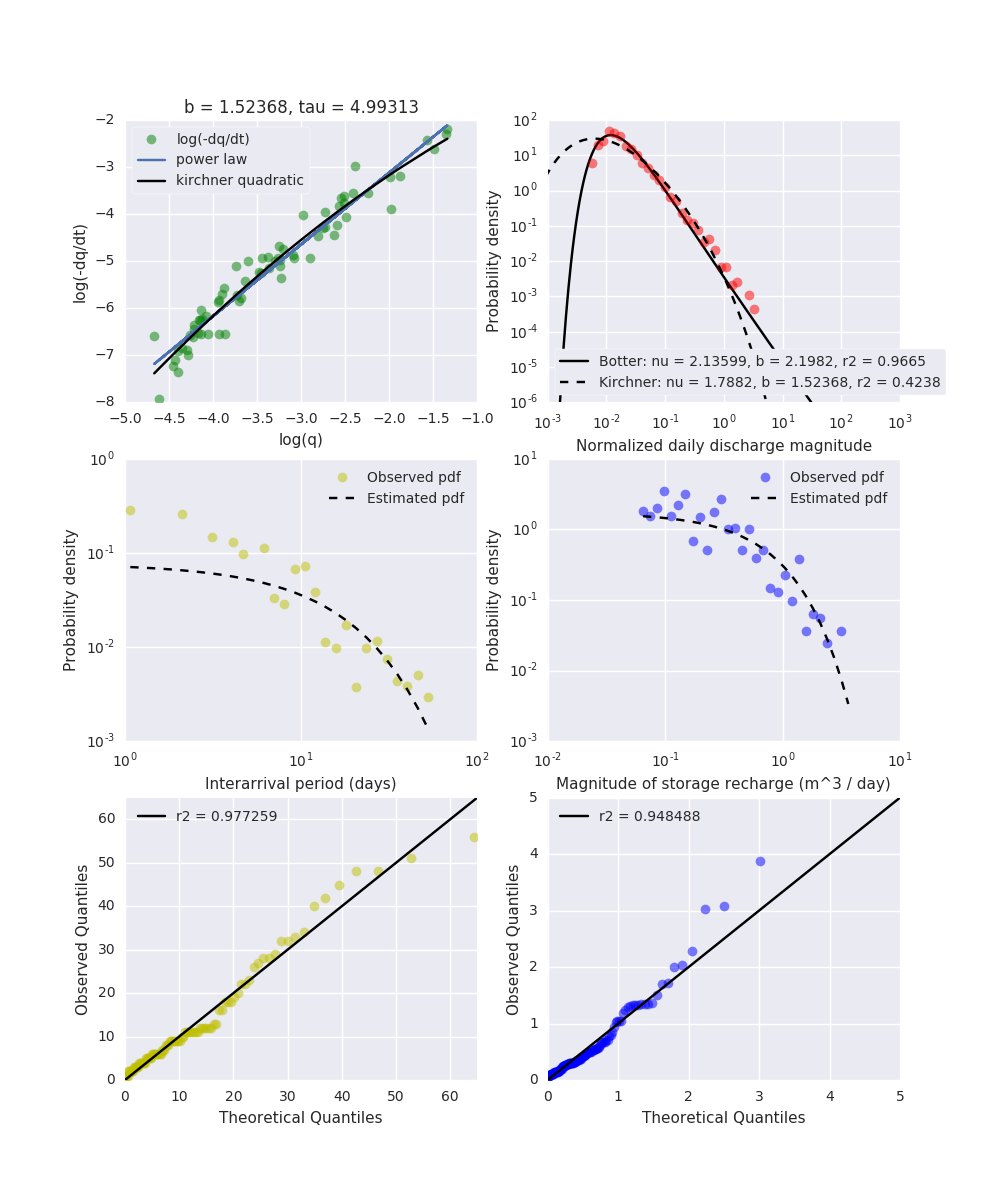 b = 1.52368, tau = 4.99313
−2
−3
−4
−5
−6
−7
−8
log(-dq/dt)
log(-dq/dt)
power law
kirchner quadratic
−5.0 −4.5 −4.0 −3.5 −3.0 −2.5 −2.0 −1.5 −1.0
log(q)
10^2
10^1
10^0
10^-1
10^-2
10^-3
10^-4
10^-5
10^-6
Probability density
Botter: nu = 2.13599, b = 2.1982, r2 = 0.9665
Kirchner: nu = 1.7882, b = 1.52368, r2 = 0.4238
10^-3 10^-2 10^-1 10^0 10^1 10^2 10^3
Normalized daily discharge magnitude
10^0
10^-1
10^-2
10^-3
Probability density
Observed pdf
Estimated pdf
10^0 10^1 10^2
Interarrival period (days)
10^1
10^0
10^-1
10^-2
10^-3
Probability density
Observed pdf
Estimated pdf
10^-2 10^-1 10^0 10^1
Magnitude of storage recharge (m^3 / day)
60
50
40
30
20
10
0
Observed Quantiles
r2 = 0.977259
0 10 20 30 40 50 60
Theoretical Quantiles
5
4
3
2
1
0
Observed Quantiles
r2 = 0.948488
0 1 2 3 4 5
Theoretical Quantiles